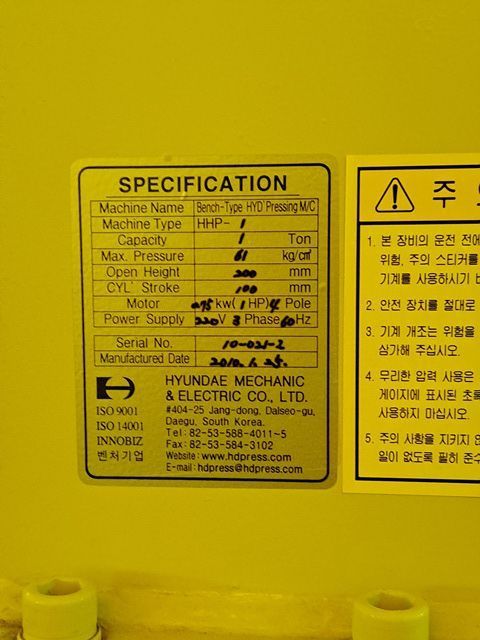 SPECIFICATION
Machine Name Bench-Type HYD' Pressing M/C
Machine Type HHP- 1
Capacity 1 Ton
Max. Pressure 61 kg/cm²
Open Height 200 mm
CYL' Stroke 100 mm
Motor 0.75 kw( 1 HP) 4 Pole
Power Supply 220V 3 Phase 60Hz
Serial No. 10-021-2
Manufactured Date 2010. 1. 25.
HYUNDAE MECHANIC
& ELECTRIC CO., LTD.
ISO 9001
ISO 14001
INNOBIZ
벤처기업
#404-25 Jang-dong, Dalseo-gu,
Daegu, South Korea.
Tel: 82-53-588-4011~5
Fax: 82-53-584-3102
Website: www.hdpress.com
E-mail: hdpress@hdpress.com
주
1. 본 장비의 운전 전에
위험, 주의 스티커를
기계를 사용하시기
2. 안전 장치를 절대로
3. 기계 개조는 위험을
삼가해 주십시오.
4. 무리한 압력 사용은
게이지에 표시된 초록
사용하지 마십시오.
5. 주의 사항을 지키지
일이 없도록 필히 준수